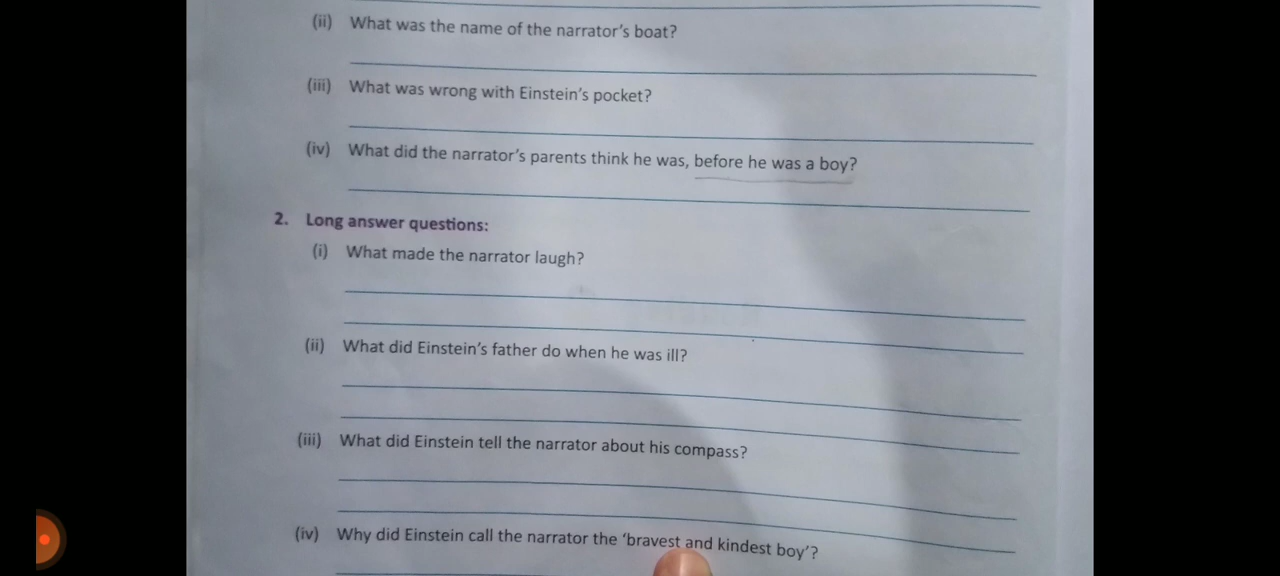 (ii) What was the name of the narrator's boat?
(iii) What was wrong with Einstein's pocket?
(iv) What did the narrator's parents think he was, before he was a boy?
2. Long answer questions:
(i) What made the narrator laugh?
(ii) What did Einstein's father do when he was ill?
(iii) What did Einstein tell the narrator about his compass?
(iv) Why did Einstein call the narrator the 'bravest and kindest boy'?